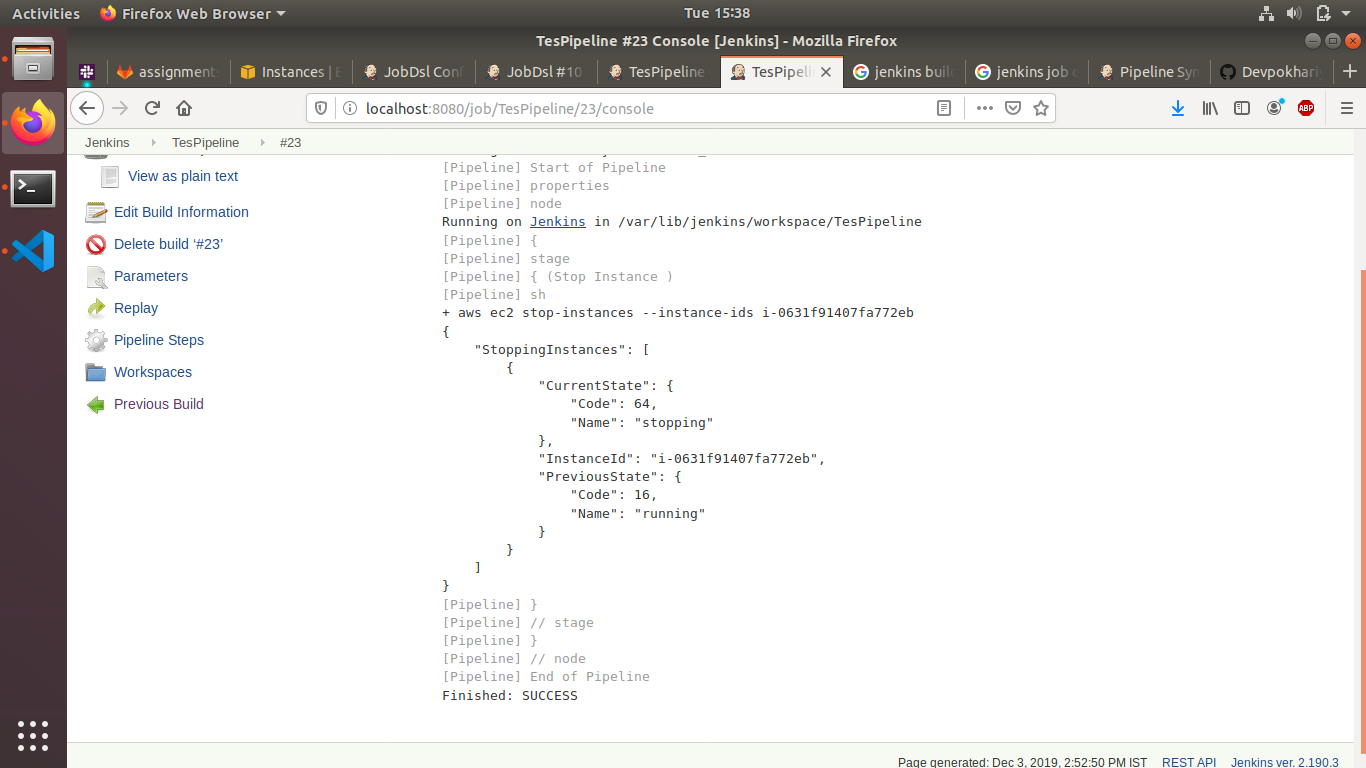 Activities
Firefox Web Browser
Tue 15:38
TesPipeline #23 Console [Jenkins] - Mozilla Firefox
assignments
Instances | E
JobDsl Conf
JobDsl #10
TesPipeline
TesPipeli
jenkins buil
jenkins job
Pipeline Syn
Devpokhari
localhost:8080/job/TesPipeline/23/console
ABP
Jenkins
TesPipeline
#23
View as plain text
Edit Build Information
Delete build ‘#23’
Parameters
Replay
Pipeline Steps
Workspaces
Previous Build
[Pipeline] Start of Pipeline
[Pipeline] properties
[Pipeline] node
Running on Jenkins in /var/lib/jenkins/workspace/TesPipeline
[Pipeline] {
[Pipeline] stage
[Pipeline] { (Stop Instance )
[Pipeline] sh
+ aws ec2 stop-instances --instance-ids i-0631f91407fa772eb
{
"StoppingInstances": [
{
"CurrentState": {
"Code": 64,
"Name": "stopping"
},
"InstanceId": "i-0631f91407fa772eb",
"PreviousState": {
"Code": 16,
"Name": "running"
}
}
]
}
[Pipeline] }
[Pipeline] // stage
[Pipeline] }
[Pipeline] // node
[Pipeline] End of Pipeline
Finished: SUCCESS
Page generated: Dec 3, 2019, 2:52:50 PM IST
REST API
Jenkins ver. 2.190.3